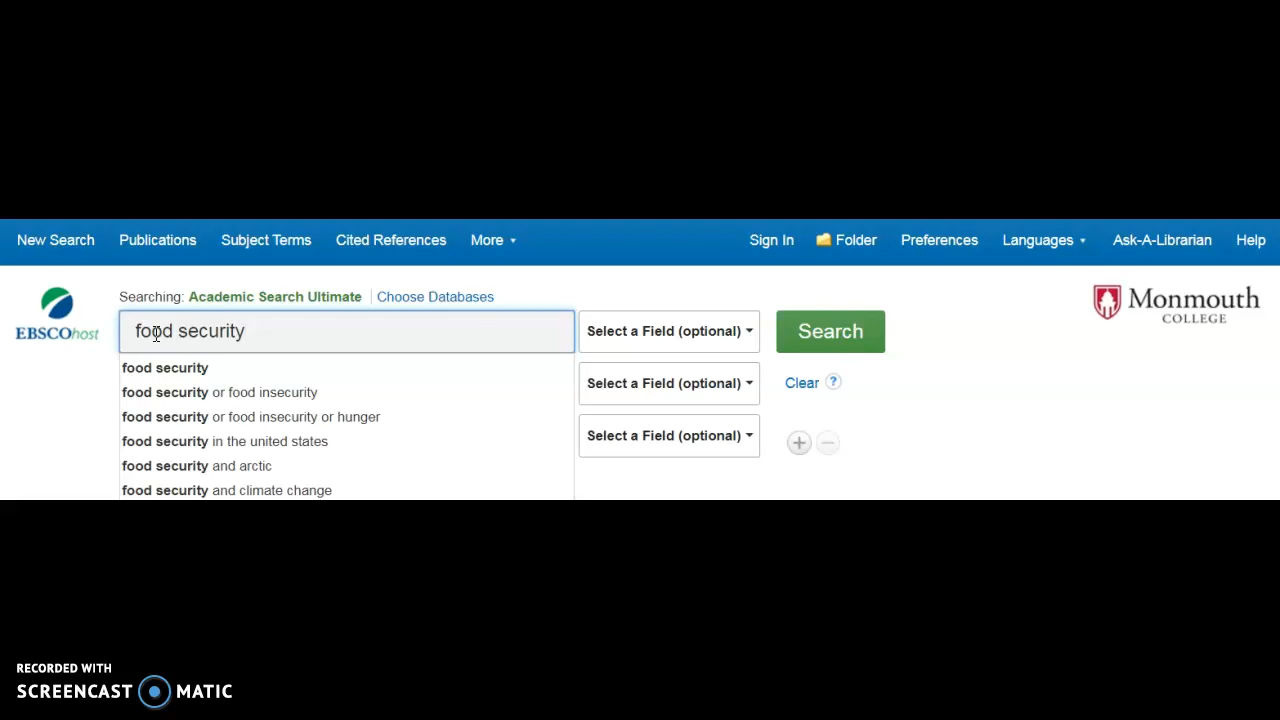 New Search Publications Subject Terms Cited References More Sign In Folder Preferences Languages Ask-A-Librarian Help
Searching: Academic Search Ultimate Choose Databases
EBSCOhost
Monmouth
COLLEGE
food security Select a Field (optional) Search
food security
Select a Field (optional) Clear ?
food security or food insecurity
food security or food insecurity or hunger
Select a Field (optional)
food security in the united states
food security and arctic
food security and climate change
RECORDED WITH
SCREENCAST MATIC